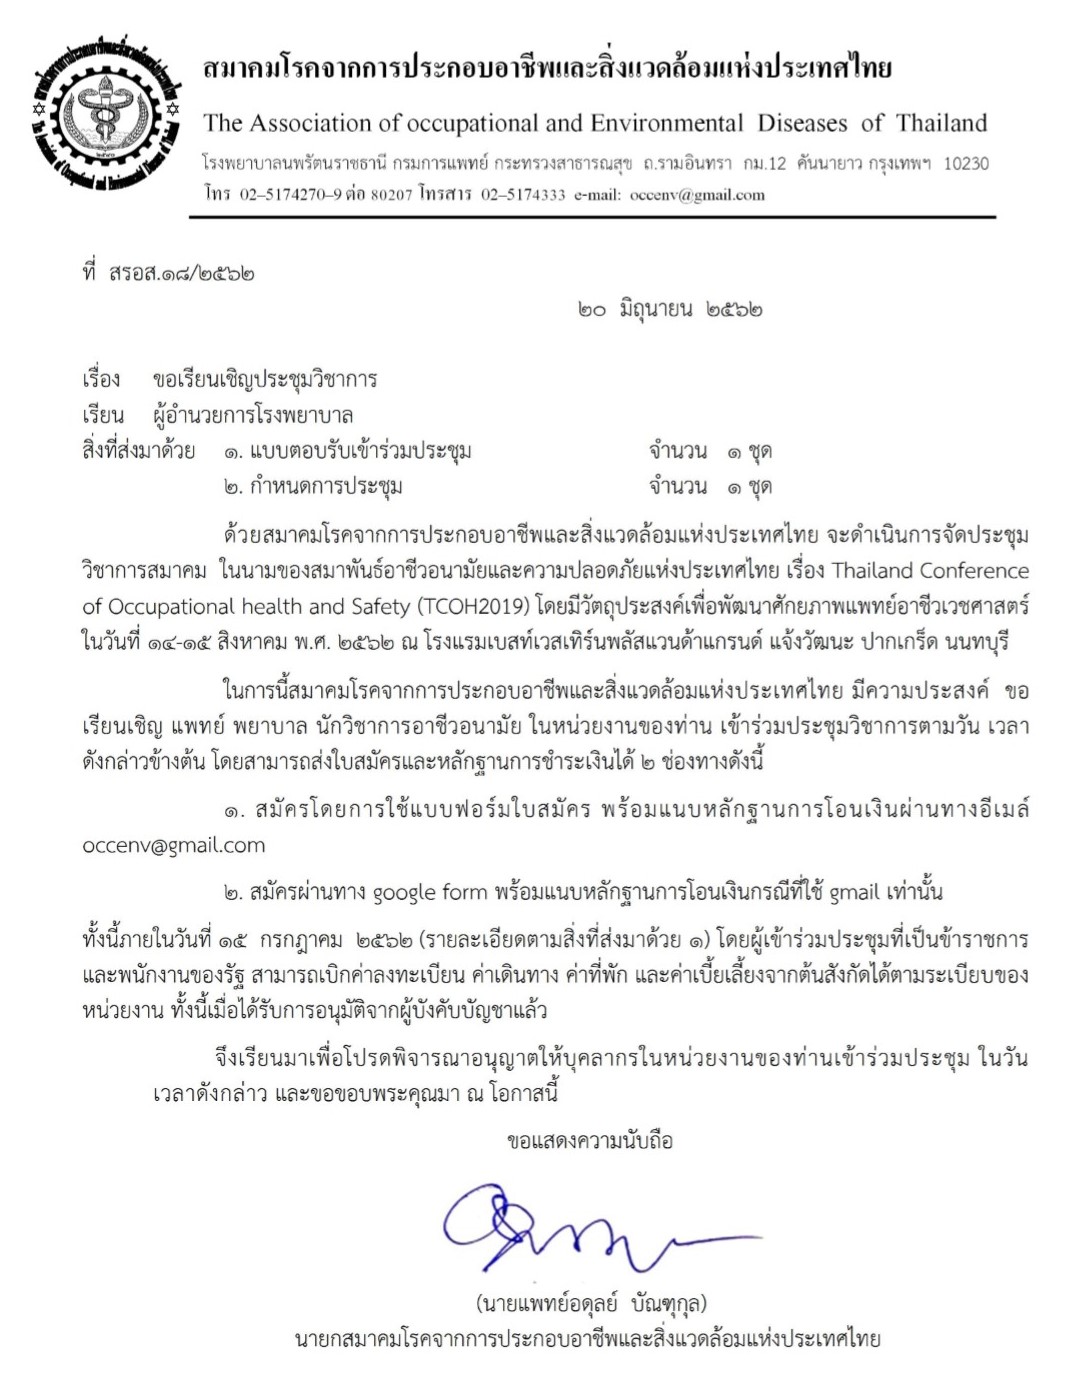 สมาคมโรคจากการประกอบอาชีพและสิ่งแวดล้อมแห่งประเทศไทย
The Association of occupational and Environmental Diseases of Thailand
โรงพยาบาลนพรัตนราชธานี กรมการแพทย์ กระทรวงสาธารณสุข ถ.รามอินทรา กม.12 คันนายาว กรุงเทพฯ 10230
โทร 02-5174270-9 ต่อ 80207 โทรสาร 02-5174333 e-mail: occenv@gmail.com
ที่ สรอส.๑๘/๒๕๖๒
๒๐ มิถุนายน ๒๕๖๒
เรื่อง ขอเรียนเชิญประชุมวิชาการ
เรียน ผู้อำนวยการโรงพยาบาล
สิ่งที่ส่งมาด้วย ๑. แบบตอบรับเข้าร่วมประชุม จำนวน ๑ ชุด
๒. กำหนดการประชุม จำนวน ๑ ชุด
ด้วยสมาคมโรคจากการประกอบอาชีพและสิ่งแวดล้อมแห่งประเทศไทย จะดำเนินการจัดประชุม
วิชาการสมาคม ในนามของสมาพันธ์อาชีวอนามัยและความปลอดภัยแห่งประเทศไทย เรื่อง Thailand Conference
of Occupational health and Safety (TCOH2019) โดยมีวัตถุประสงค์เพื่อพัฒนาศักยภาพแพทย์อาชีวเวชศาสตร์
ในวันที่ ๑๔-๑๕ สิงหาคม พ.ศ. ๒๕๖๒ ณ โรงแรมเบสท์เวสเทิร์นพลัสแวนด้าแกรนด์ แจ้งวัฒนะ ปากเกร็ด นนทบุรี
ในการนี้สมาคมโรคจากการประกอบอาชีพและสิ่งแวดล้อมแห่งประเทศไทย มีความประสงค์ ขอ
เรียนเชิญ แพทย์ พยาบาล นักวิชาการอาชีวอนามัย ในหน่วยงานของท่าน เข้าร่วมประชุมวิชาการตามวัน เวลา
ดังกล่าวข้างต้น โดยสามารถส่งใบสมัครและหลักฐานการชำระเงินได้ ๒ ช่องทางดังนี้
๑. สมัครโดยการใช้แบบฟอร์มใบสมัคร พร้อมแนบหลักฐานการโอนเงินผ่านทางอีเมล์
occenv@gmail.com
๒. สมัครผ่านทาง google form พร้อมแนบหลักฐานการโอนเงินกรณีที่ใช้ gmail เท่านั้น
ทั้งนี้ภายในวันที่ ๑๕ กรกฎาคม ๒๕๖๒ (รายละเอียดตามสิ่งที่ส่งมาด้วย ๑) โดยผู้เข้าร่วมประชุมที่เป็นข้าราชการ
และพนักงานของรัฐ สามารถเบิกค่าลงทะเบียน ค่าเดินทาง ค่าที่พัก และค่าเบี้ยเลี้ยงจากต้นสังกัดได้ตามระเบียบของ
หน่วยงาน ทั้งนี้เมื่อได้รับการอนุมัติจากผู้บังคับบัญชาแล้ว
จึงเรียนมาเพื่อโปรดพิจารณาอนุญาตให้บุคลากรในหน่วยงานของท่านเข้าร่วมประชุม ในวัน
เวลาดังกล่าว และขอขอบพระคุณมา ณ โอกาสนี้
ขอแสดงความนับถือ
(นายแพทย์อดุลย์ บัณฑุกุล)
นายกสมาคมโรคจากการประกอบอาชีพและสิ่งแวดล้อมแห่งประเทศไทย